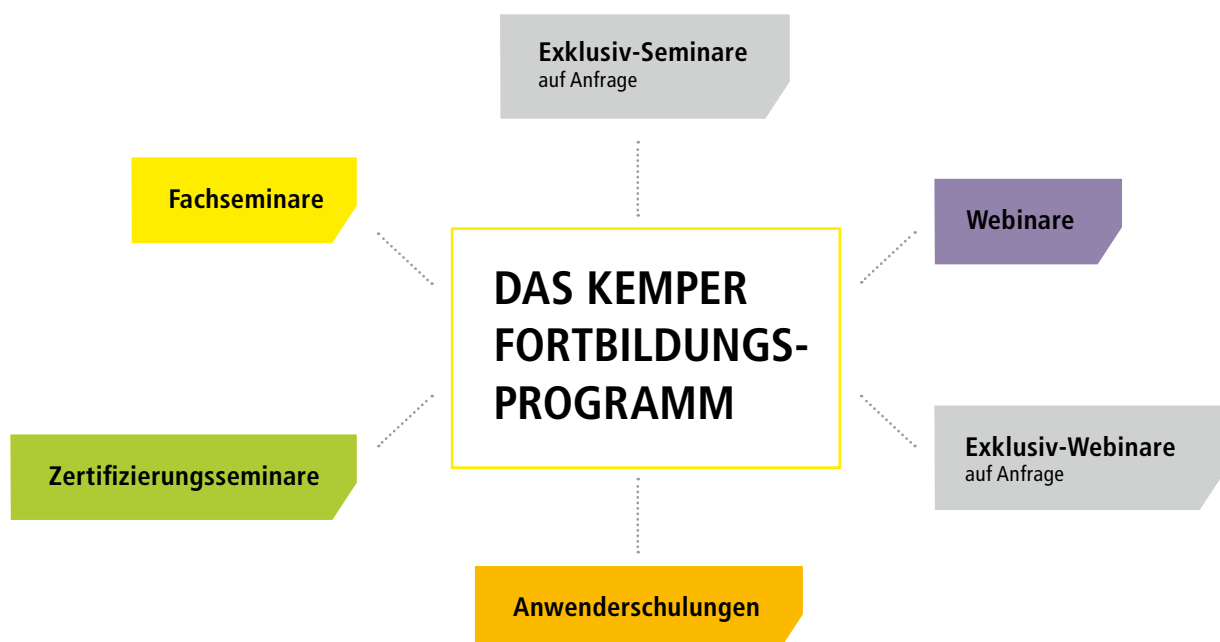 Exklusiv-Seminare
auf Anfrage
Fachseminare
Webinare
DAS KEMPER
FORTBILDUNGS-
PROGRAMM
Zertifizierungsseminare
Exklusiv-Webinare
auf Anfrage
Anwenderschulungen